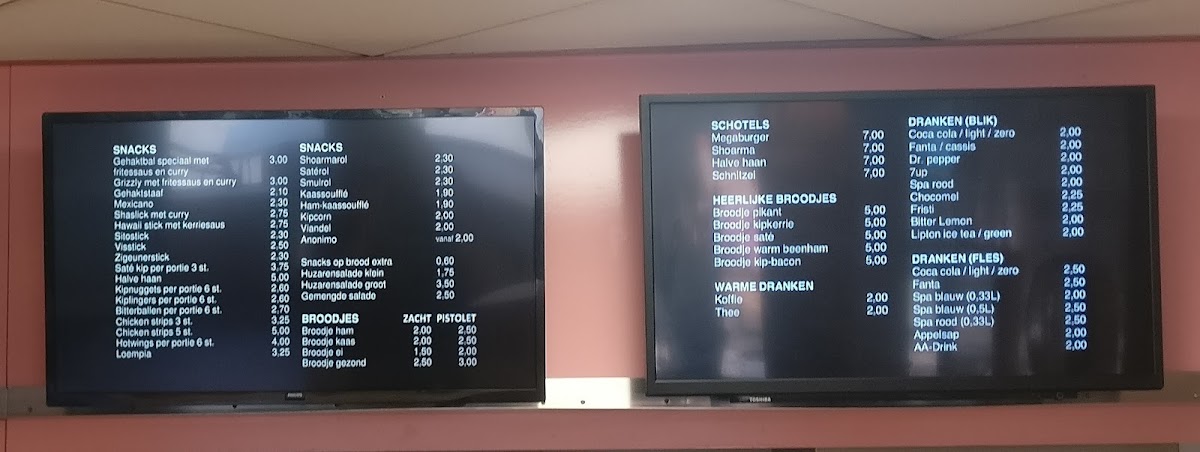 SNACKS
Gehaktbal speciaal met 3,00
fritessaus en curry
Grizzly met fritessaus en curry 3,00
Gehaktstaaf 2,10
Mexicano 2,30
Shaslick met curry 2,75
Hawaii stick met kerriesaus 2,75
Sitostick 2,30
Visstick 2,50
Zigeunerstick 2,30
Saté kip per portie 3 st. 3,75
Halve haan 5,00
Kipnuggets per portie 6 st. 2,60
Kiplingers per portie 6 st. 2,60
Bitterballen per portie 6 st. 2,70
Chicken strips 3 st. 3,25
Chicken strips 5 st. 5,00
Hotwings per portie 6 st. 4,00
Loempia 3,25
SNACKS
Shoarmarol 2,30
Satérol 2,30
Smulrol 2,30
Kaassoufflé 1,90
Ham-kaassoufflé 1,90
Kipcorn 2,00
Viandel 2,00
Anonimo vanaf 2,00
Snacks op brood extra 0,60
Huzarensalade klein 1,75
Huzarensalade groot 3,50
Gemengde salade 2,50
BROODJES ZACHT PISTOLET
Broodje ham 2,00 2,50
Broodje kaas 2,00 2,50
Broodje ei 1,50 2,00
Broodje gezond 2,50 3,00
PHILIPS
SCHOTELS
Megaburger 7,00
Shoarma 7,00
Halve haan 7,00
Schnitzel 7,00
HEERLIJKE BROODJES
Broodje pikant 5,00
Broodje kipkerrie 5,00
Broodje saté 5,00
Broodje warm beenham 5,00
Broodje kip-bacon 5,00
WARME DRANKEN
Koffie 2,00
Thee 2,00
DRANKEN (BLIK)
Coca cola / light / zero 2,00
Fanta / cassis 2,00
Dr. pepper 2,00
7up 2,00
Spa rood 2,00
Chocomel 2,25
Fristi 2,25
Bitter Lemon 2,00
Lipton ice tea / green 2,00
DRANKEN (FLES)
Coca cola / light / zero 2,50
Fanta 2,50
Spa blauw (0,33L) 2,00
Spa blauw (0,5L) 2,50
Spa rood (0,33L) 2,50
Appelsap 2,00
AA-Drink 2,00
TOSHIBA